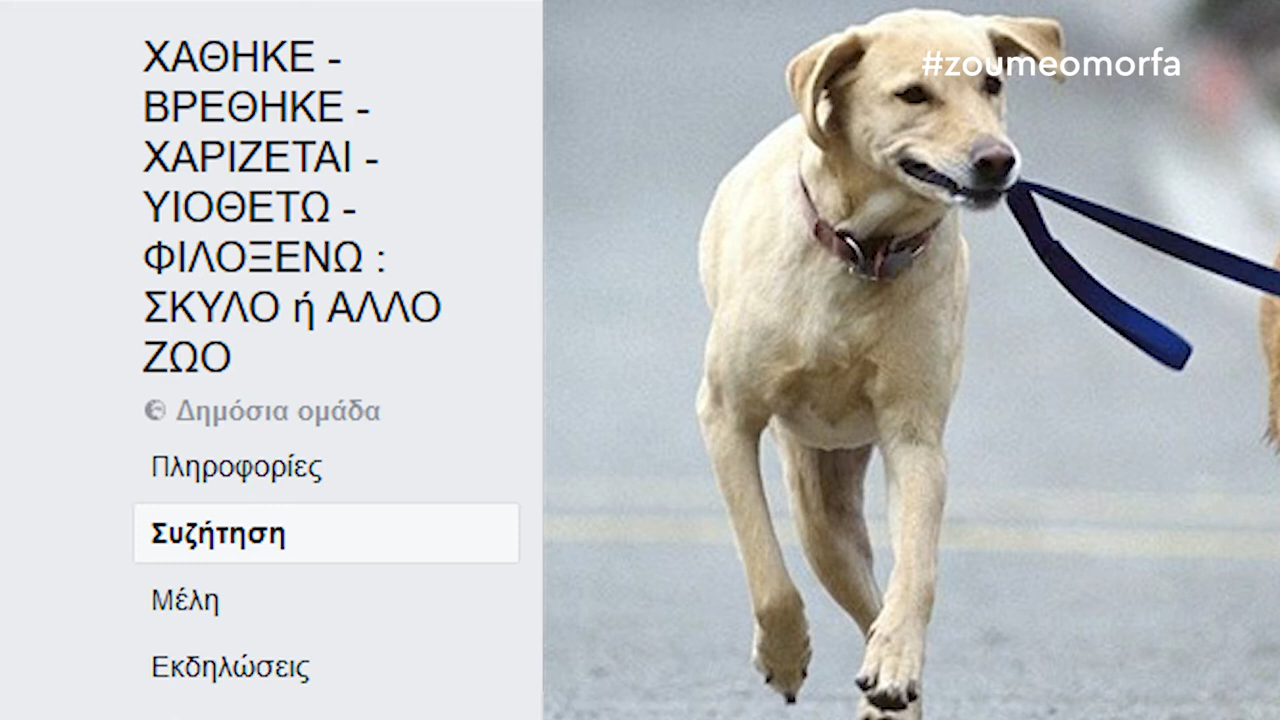 ΧΑΘΗΚΕ -
ΒΡΕΘΗΚΕ -
ΧΑΡΙΖΕΤΑΙ -
ΥΙΟΘΕΤΩ -
ΦΙΛΟΞΕΝΩ :
ΣΚΥΛΟ ή ΑΛΛΟ
ΖΩΟ
Δημόσια ομάδα
Πληροφορίες
Συζήτηση
Μέλη
Εκδηλώσεις
#zoumeomorfa